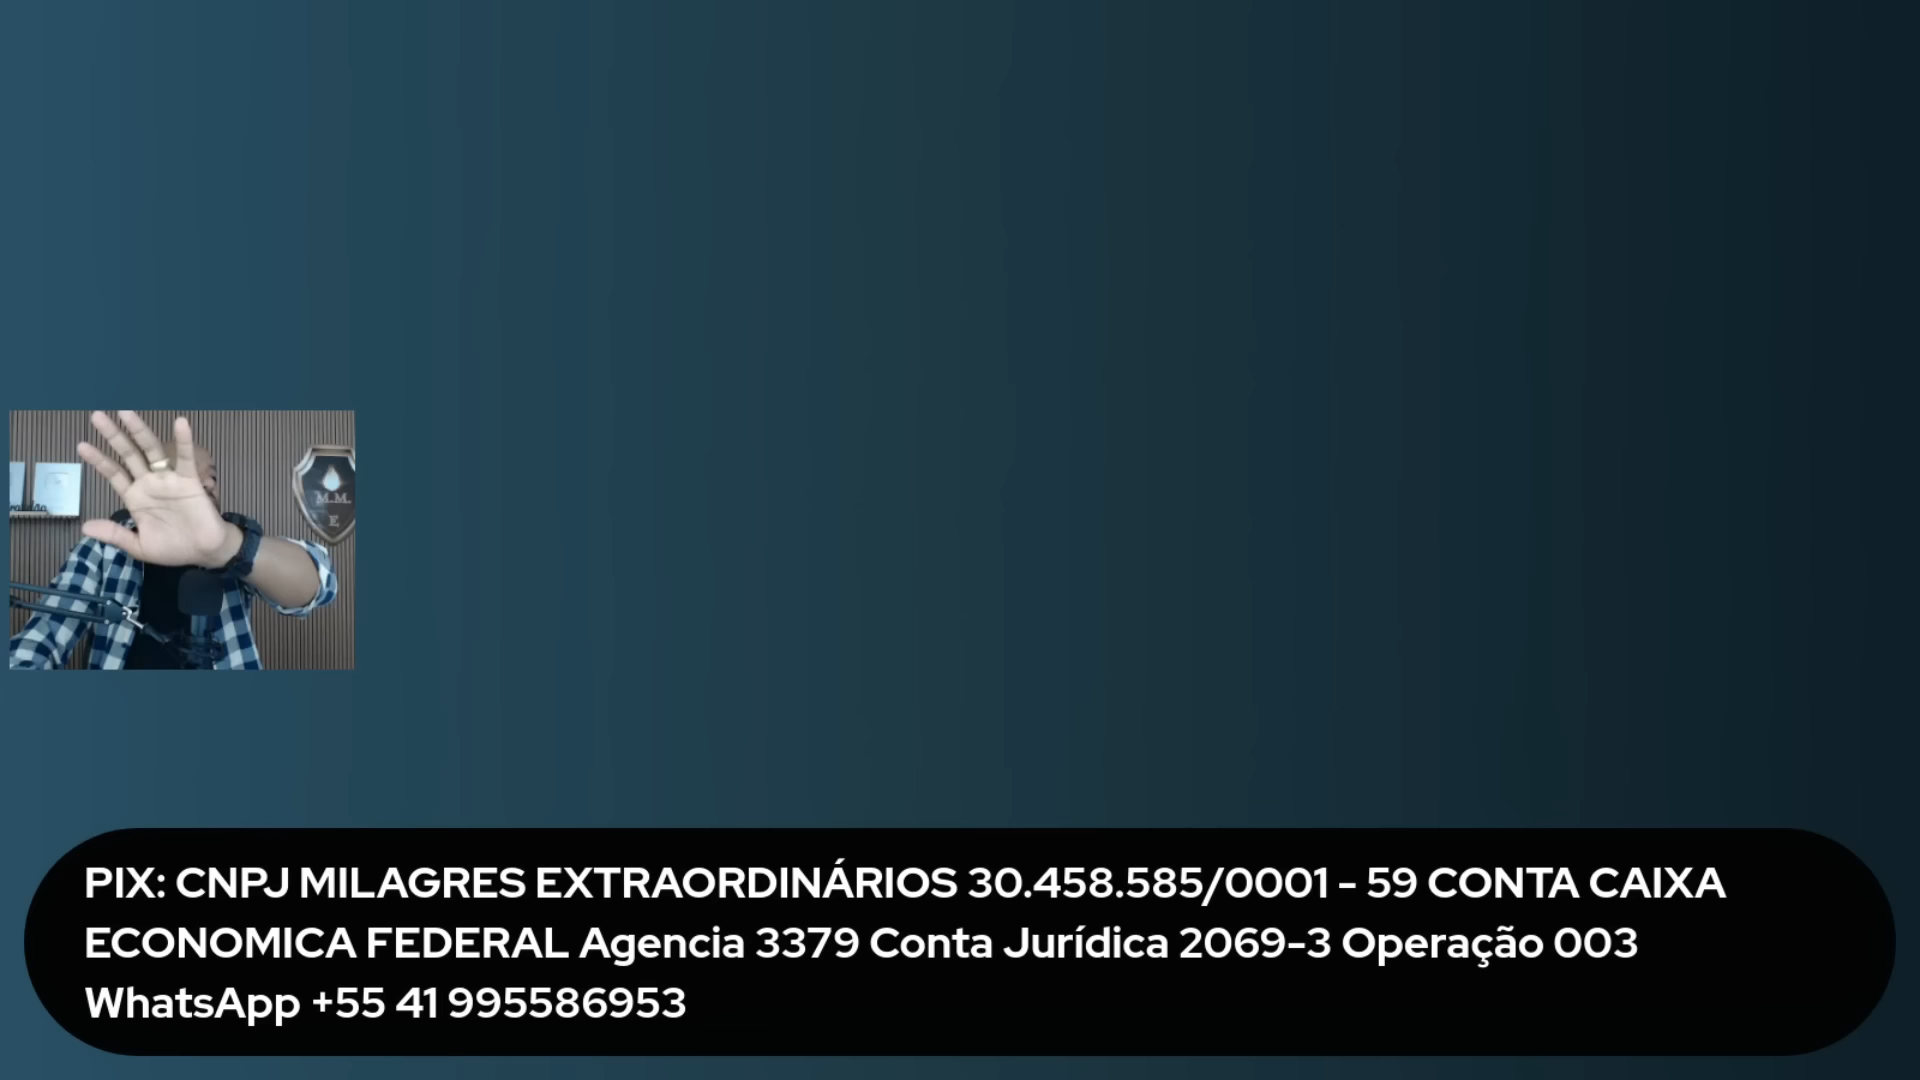 M.M.
E
PIX: CNPJ MILAGRES EXTRAORDINÁRIOS 30.458.585/0001 - 59 CONTA CAIXA
ECONOMICA FEDERAL Agencia 3379 Conta Jurídica 2069-3 Operação 003
WhatsApp +55 41 995586953